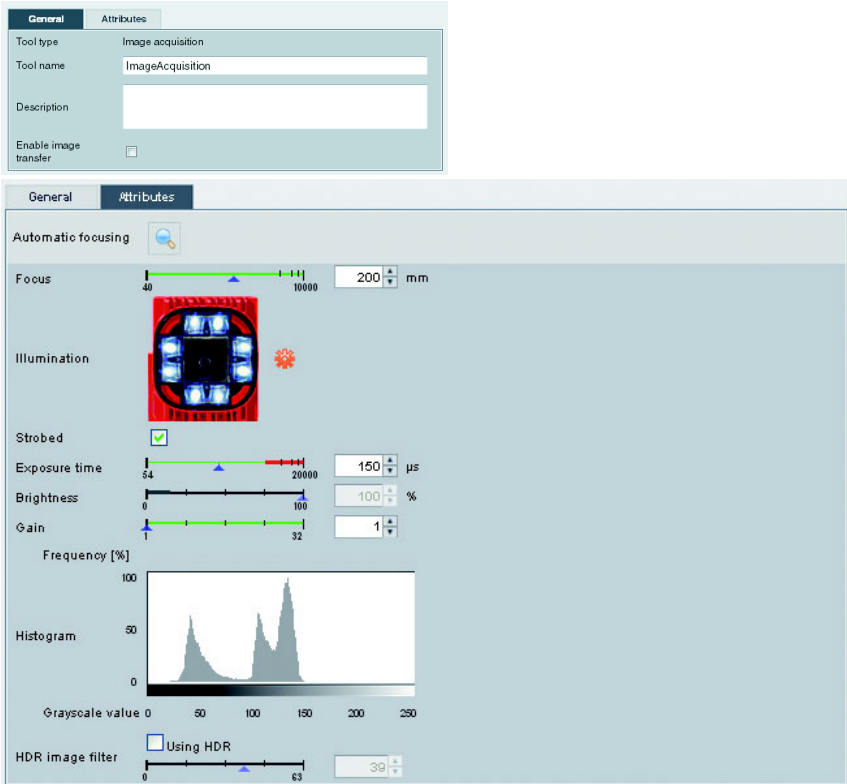 General Attributes
Tool type Image acquisition
Tool name ImageAcquisition
Description
Enable image
transfer
General Attributes
Automatic focusing
Focus 200 mm
40 10000
Illumination
Strobed
Exposure time 150 µs
54 20000
Brightness 100 %
0 100
Gain 1
1 32
Frequency [%]
100
50
Histogram
0
Grayscale value 0 50 100 150 200 250
Using HDR
HDR image filter 39
0 63